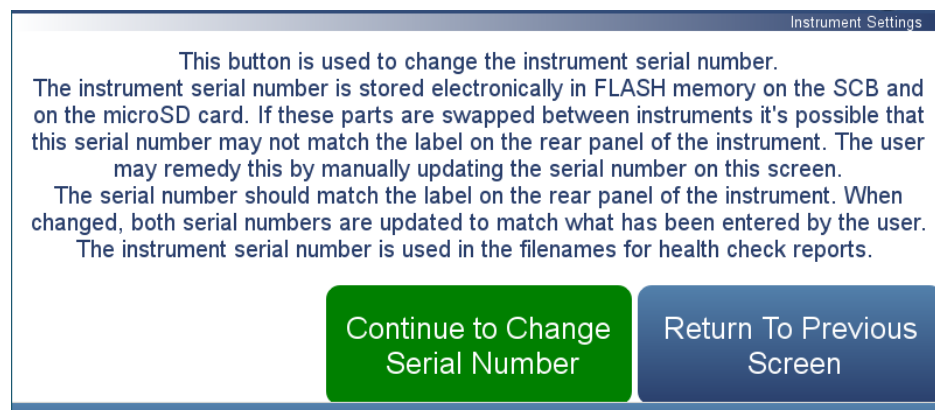 Instrument Settings
This button is used to change the instrument serial number.
The instrument serial number is stored electronically in FLASH memory on the SCB and
on the microSD card. If these parts are swapped between instruments it's possible that
this serial number may not match the label on the rear panel of the instrument. The user
may remedy this by manually updating the serial number on this screen.
The serial number should match the label on the rear panel of the instrument. When
changed, both serial numbers are updated to match what has been entered by the user.
The instrument serial number is used in the filenames for health check reports.
Continue to Change
Serial Number
Return To Previous
Screen